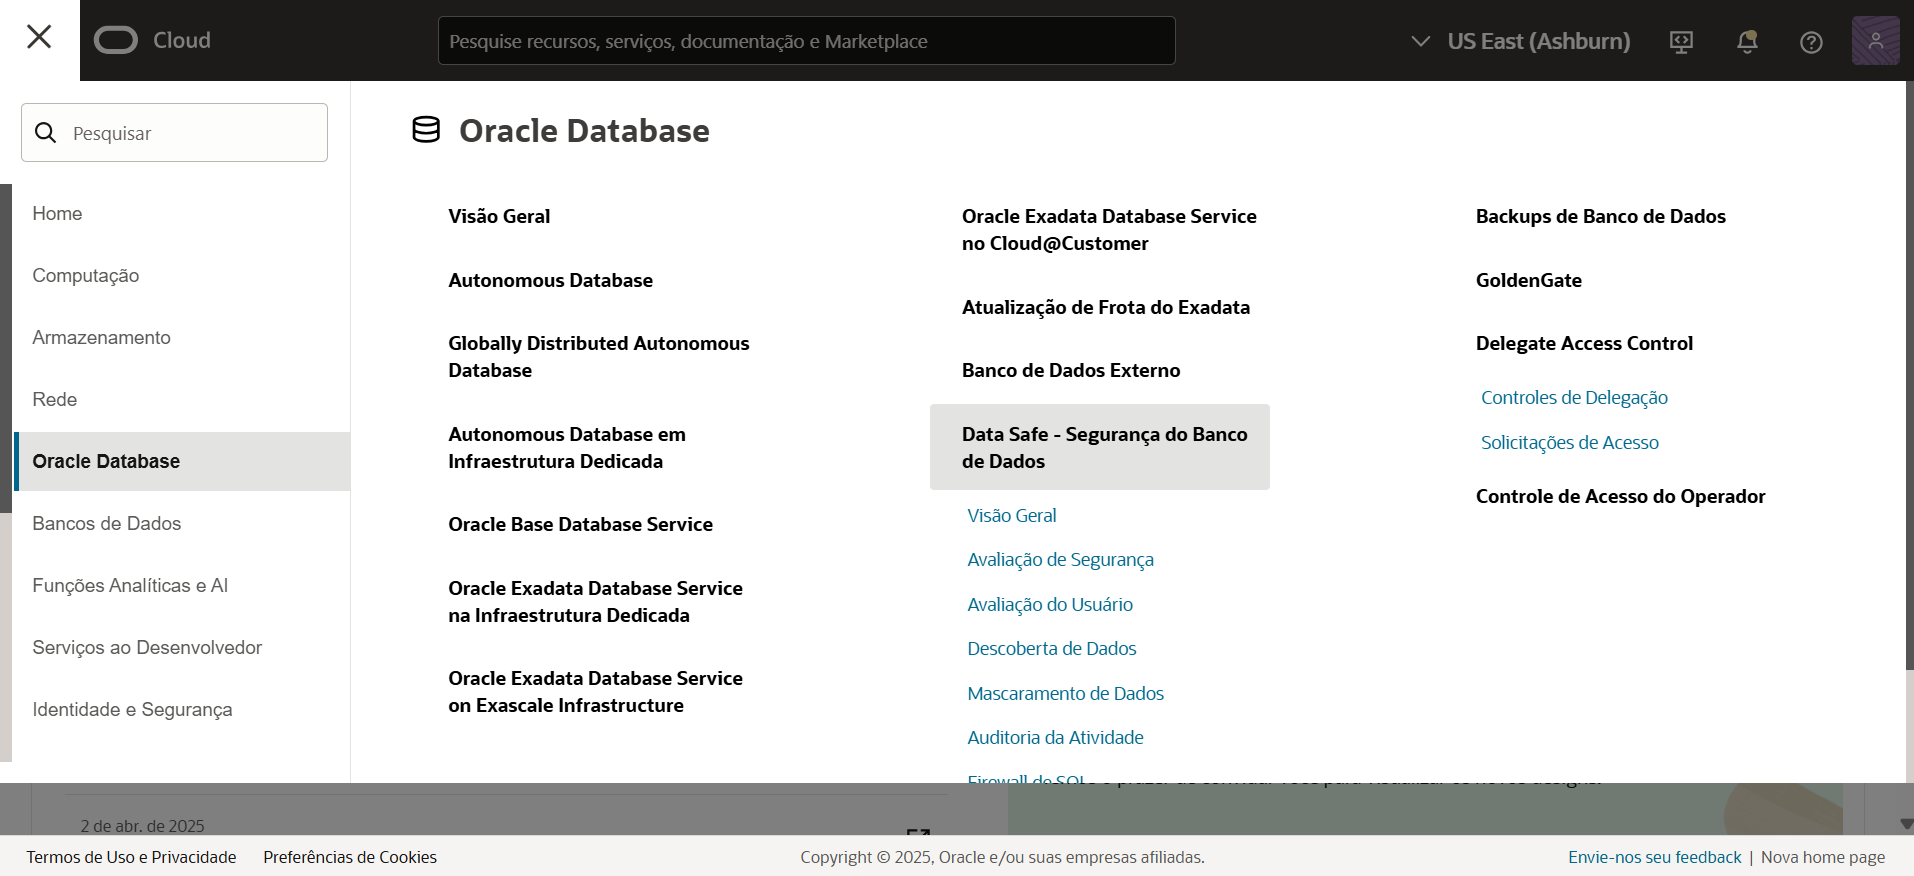 Cloud
Pesquise recursos, serviços, documentação e Marketplace
US East (Ashburn)
Pesquisar
Home
Computação
Armazenamento
Rede
Oracle Database
Bancos de Dados
Funções Analíticas e AI
Serviços ao Desenvolvedor
Identidade e Segurança
Oracle Database
Visão Geral
Autonomous Database
Globally Distributed Autonomous
Database
Autonomous Database em
Infraestrutura Dedicada
Oracle Base Database Service
Oracle Exadata Database Service
na Infraestrutura Dedicada
Oracle Exadata Database Service
on Exascale Infrastructure
Oracle Exadata Database Service
no Cloud@Customer
Atualização de Frota do Exadata
Banco de Dados Externo
Data Safe - Segurança do Banco
de Dados
Visão Geral
Avaliação de Segurança
Avaliação do Usuário
Descoberta de Dados
Mascaramento de Dados
Auditoria da Atividade
Firewall de SQL
Backups de Banco de Dados
GoldenGate
Delegate Access Control
Controles de Delegação
Solicitações de Acesso
Controle de Acesso do Operador
2 de abr. de 2025
Termos de Uso e Privacidade
Preferências de Cookies
Copyright © 2025, Oracle e/ou suas empresas afiliadas.
Envie-nos seu feedback | Nova home page